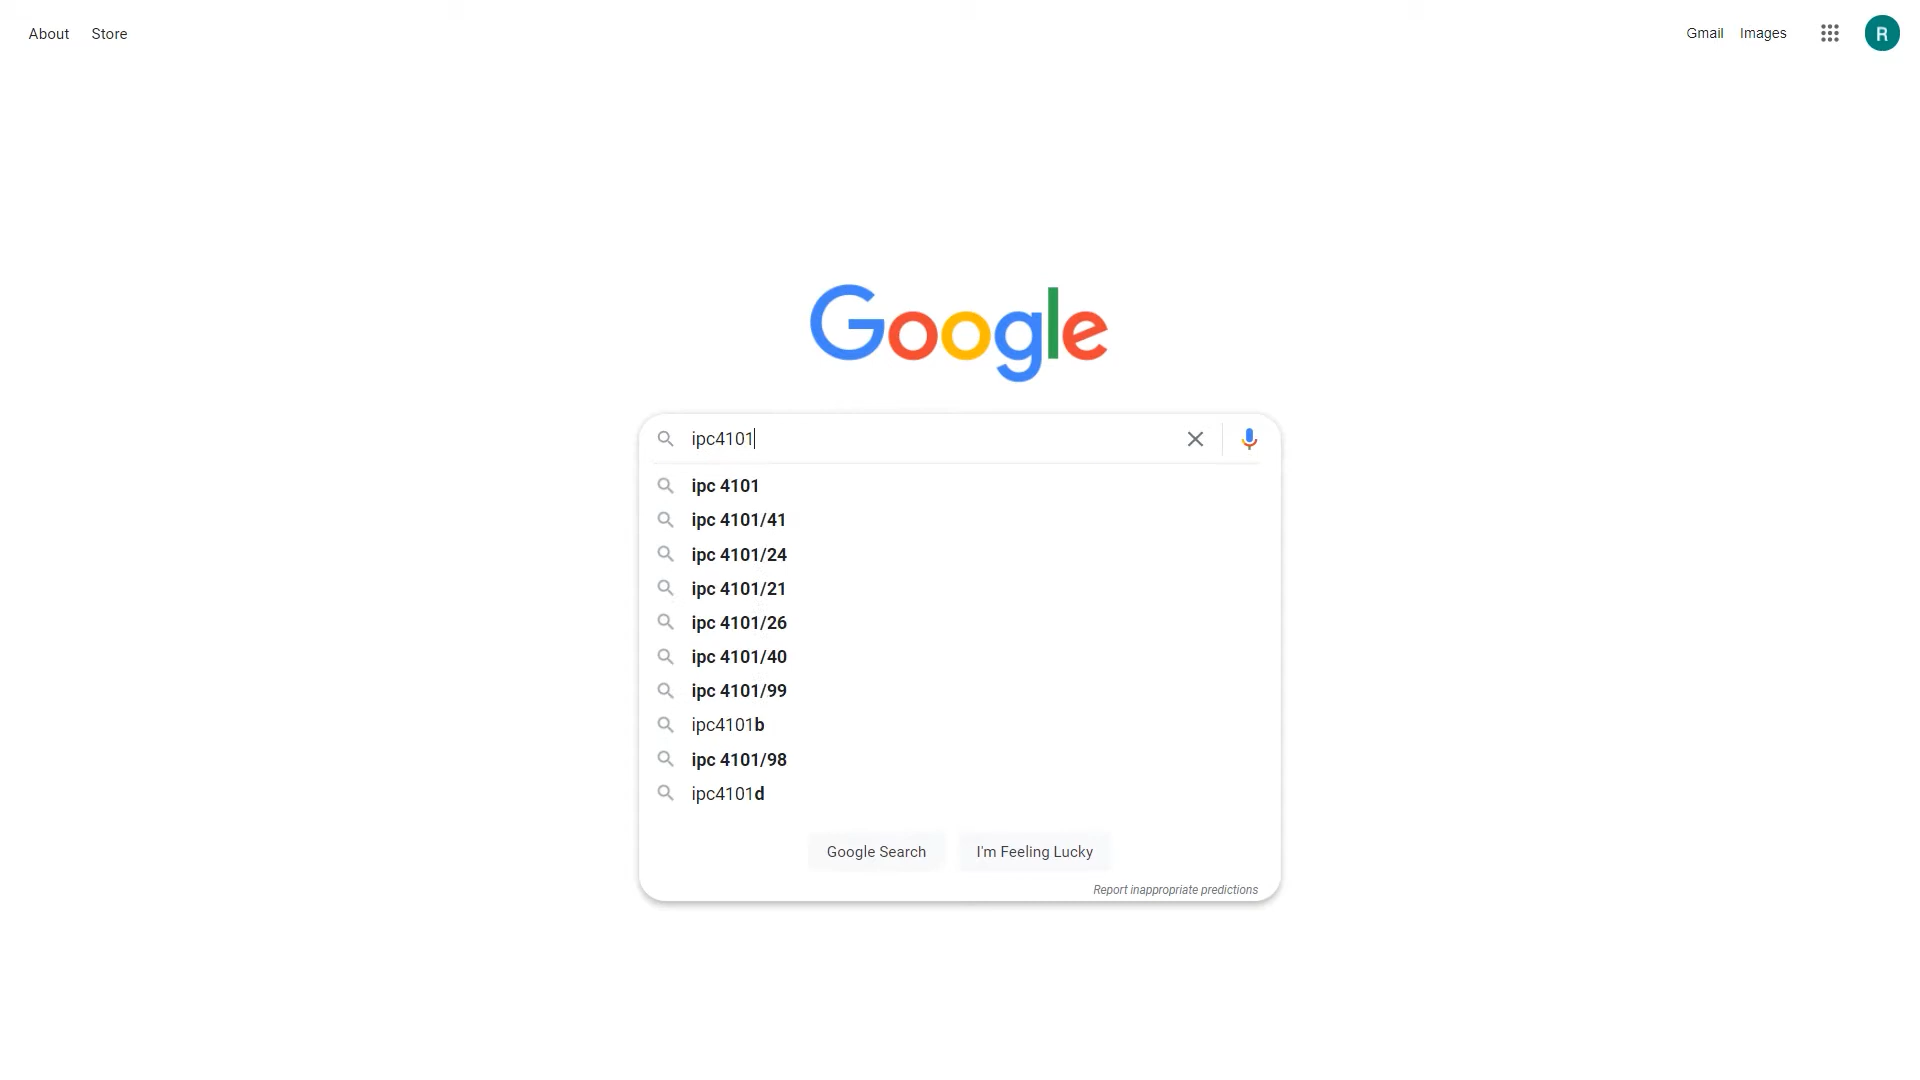 About Store
Gmail Images
R
Google
ipc4101
ipc 4101
ipc 4101/41
ipc 4101/24
ipc 4101/21
ipc 4101/26
ipc 4101/40
ipc 4101/99
ipc4101b
ipc 4101/98
ipc4101d
Google Search I'm Feeling Lucky
Report inappropriate predictions